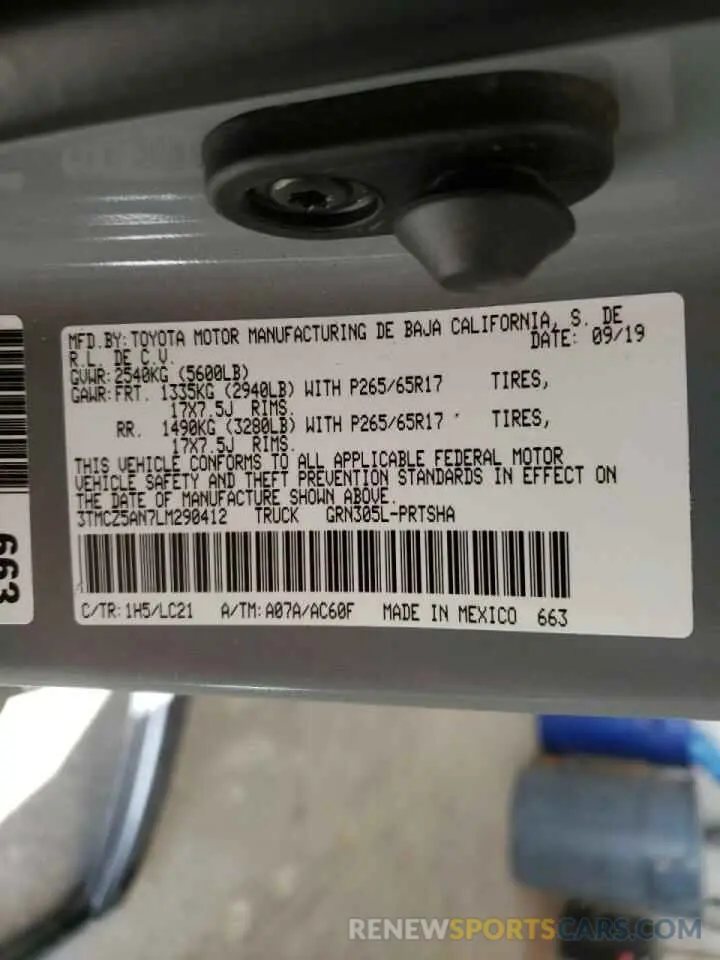 MFD.BY:TOYOTA MOTOR MANUFACTURING DE BAJA CALIFORNIA, S. DE
R.L. DE C.V.
DATE: 09/19
GVWR:2540KG (5600LB)
GAWR:FRT. 1335KG (2940LB) WITH P265/65R17 TIRES,
17X7.5J RIMS.
RR. 1490KG (3280LB) WITH P265/65R17 TIRES,
17X7.5J RIMS.
THIS VEHICLE CONFORMS TO ALL APPLICABLE FEDERAL MOTOR
VEHICLE SAFETY AND THEFT PREVENTION STANDARDS IN EFFECT ON
THE DATE OF MANUFACTURE SHOWN ABOVE.
3TMCZ5AN7LM290412 TRUCK GRN305L-PRTSHA
C/TR:1H5/LC21 A/TM:A07A/AC60F MADE IN MEXICO 663
663
RENEWSPORTSCARS.COM